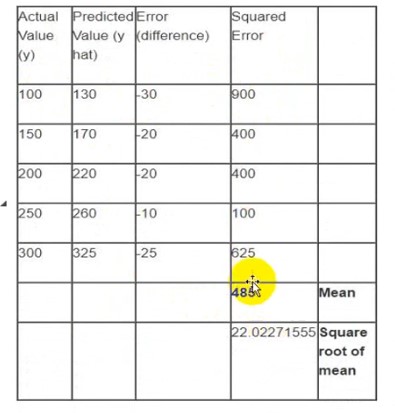 Actual Value (y) | Predicted Value (y hat) | Error (difference) | Squared Error
100 | 130 | -30 | 900
150 | 170 | -20 | 400
200 | 220 | -20 | 400
250 | 260 | -10 | 100
300 | 325 | -25 | 625
485 | Mean
22.02271555 | Square root of mean